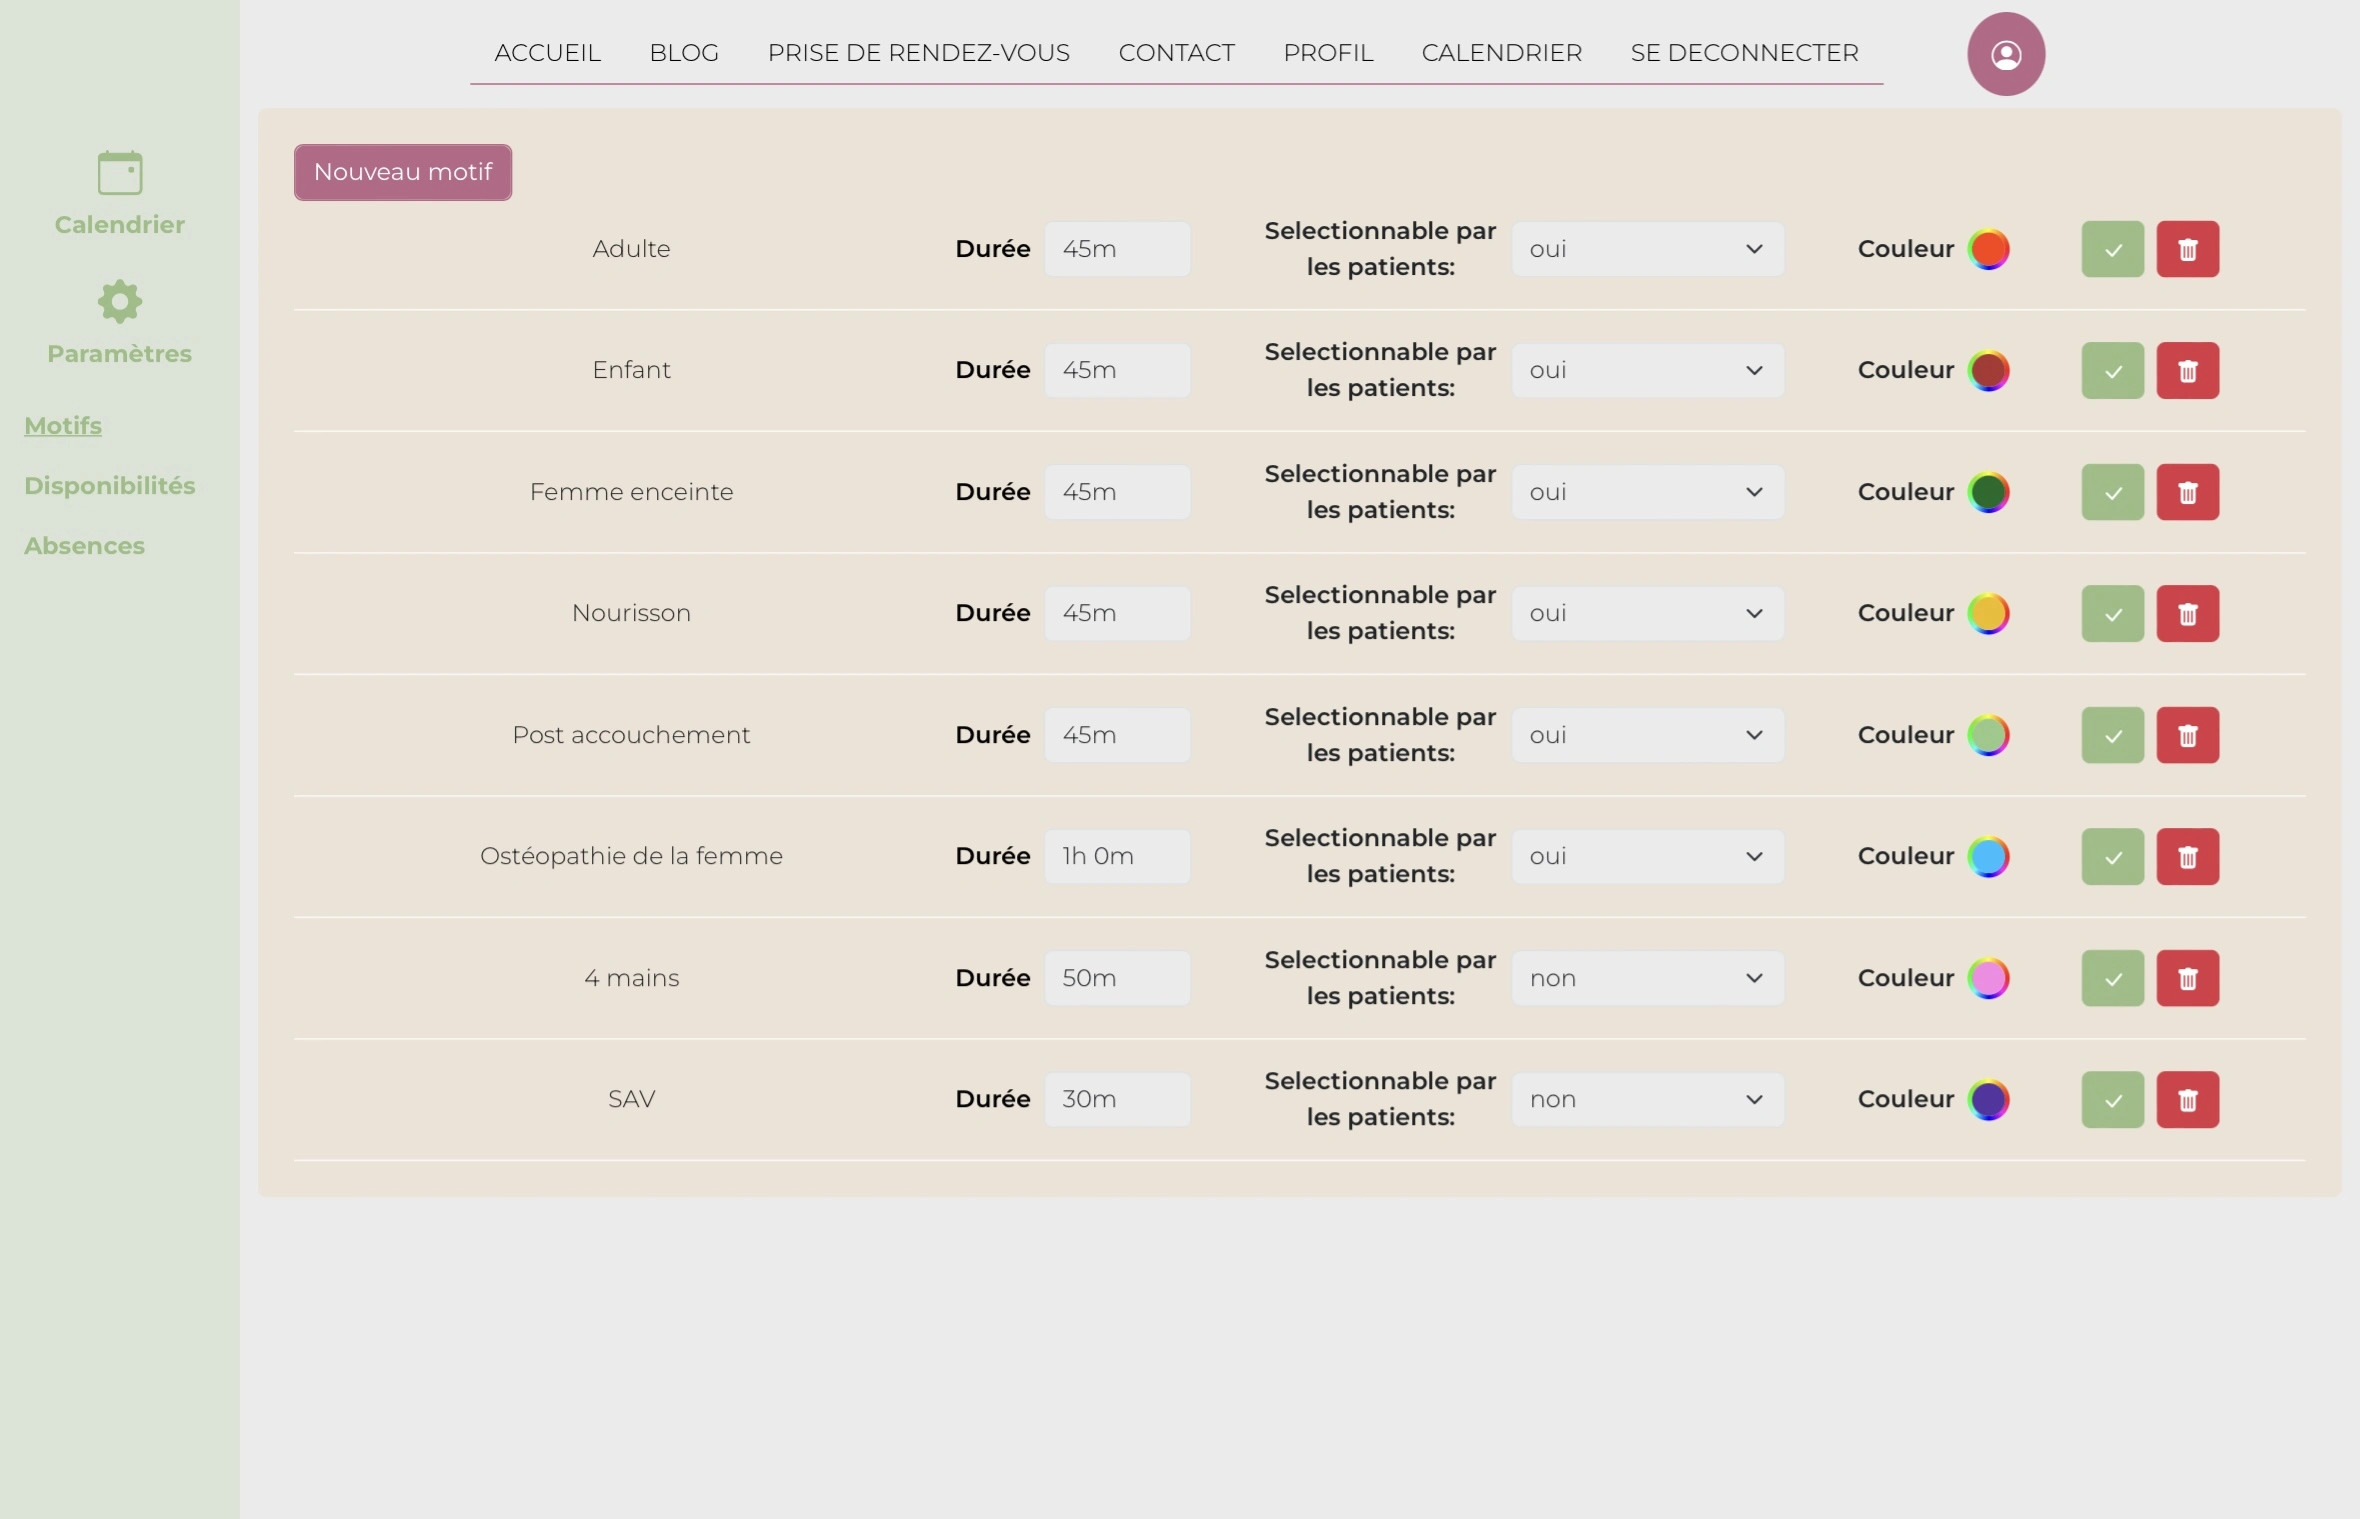 ACCUEIL BLOG PRISE DE RENDEZ-VOUS CONTACT PROFIL CALENDRIER SE DECONNECTER
Calendrier
Paramètres
Motifs
Disponibilités
Absences
Nouveau motif
Adulte Durée 45m Selectionnable par les patients: oui Couleur
Enfant Durée 45m Selectionnable par les patients: oui Couleur
Femme enceinte Durée 45m Selectionnable par les patients: oui Couleur
Nourisson Durée 45m Selectionnable par les patients: oui Couleur
Post accouchement Durée 45m Selectionnable par les patients: oui Couleur
Ostéopathie de la femme Durée 1h 0m Selectionnable par les patients: oui Couleur
4 mains Durée 50m Selectionnable par les patients: non Couleur
SAV Durée 30m Selectionnable par les patients: non Couleur